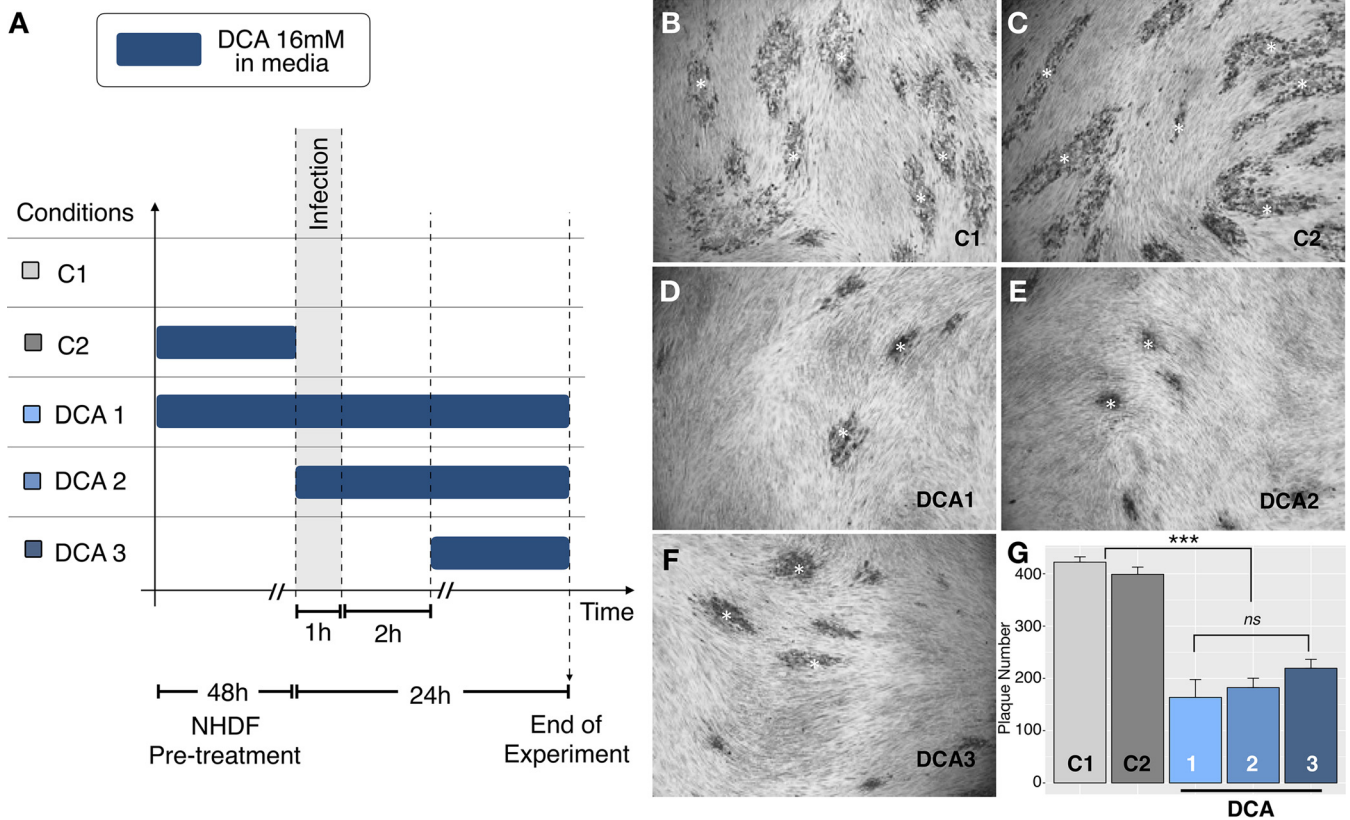 A
DCA 16mM
in media
Infection
Conditions
C1
C2
DCA 1
DCA 2
DCA 3
Time
1h
2h
48h
24h
NHDF
Pre-treatment
End of
Experiment
B
*
*
*
*
*
C1
C
*
*
*
*
*
*
C2
D
*
*
DCA1
E
*
*
DCA2
F
*
*
*
DCA3
G
***
ns
Plaque Number
400
300
200
100
0
C1
C2
1
2
3
DCA